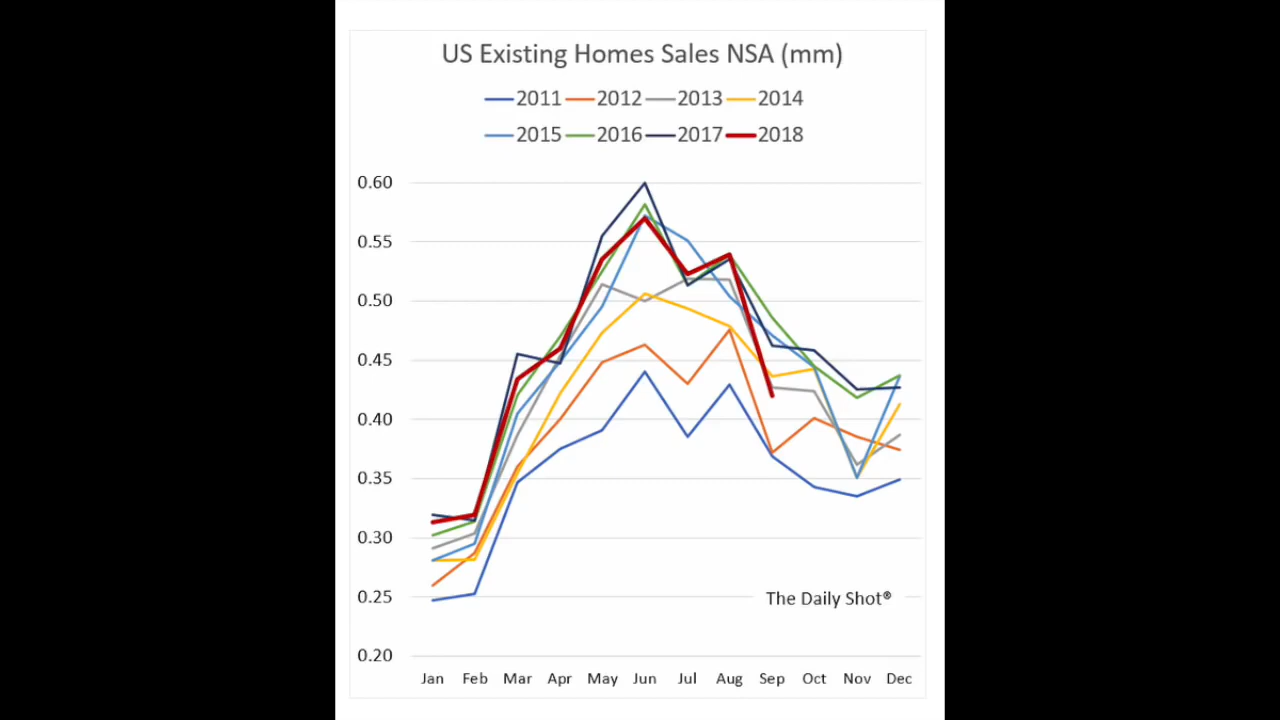 US Existing Homes Sales NSA (mm)
2011 2012 2013 2014
2015 2016 2017 2018
0.60
0.55
0.50
0.45
0.40
0.35
0.30
0.25
The Daily Shot®
0.20
Jan Feb Mar Apr May Jun Jul Aug Sep Oct Nov Dec